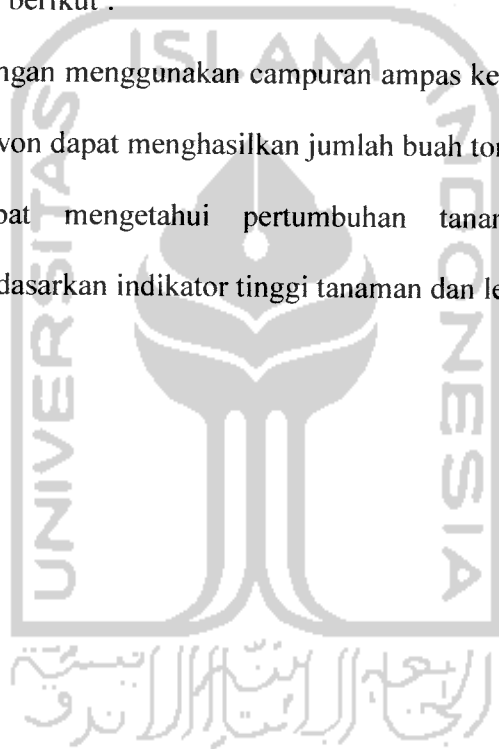 berikut :
ngan menggunakan campuran ampas ke
von dapat menghasilkan jumlah buah tor
pat mengetahui pertumbuhan tanar
dasarkan indikator tinggi tanaman dan le
ISLAM
UNIVERSITAS
INDONESIA